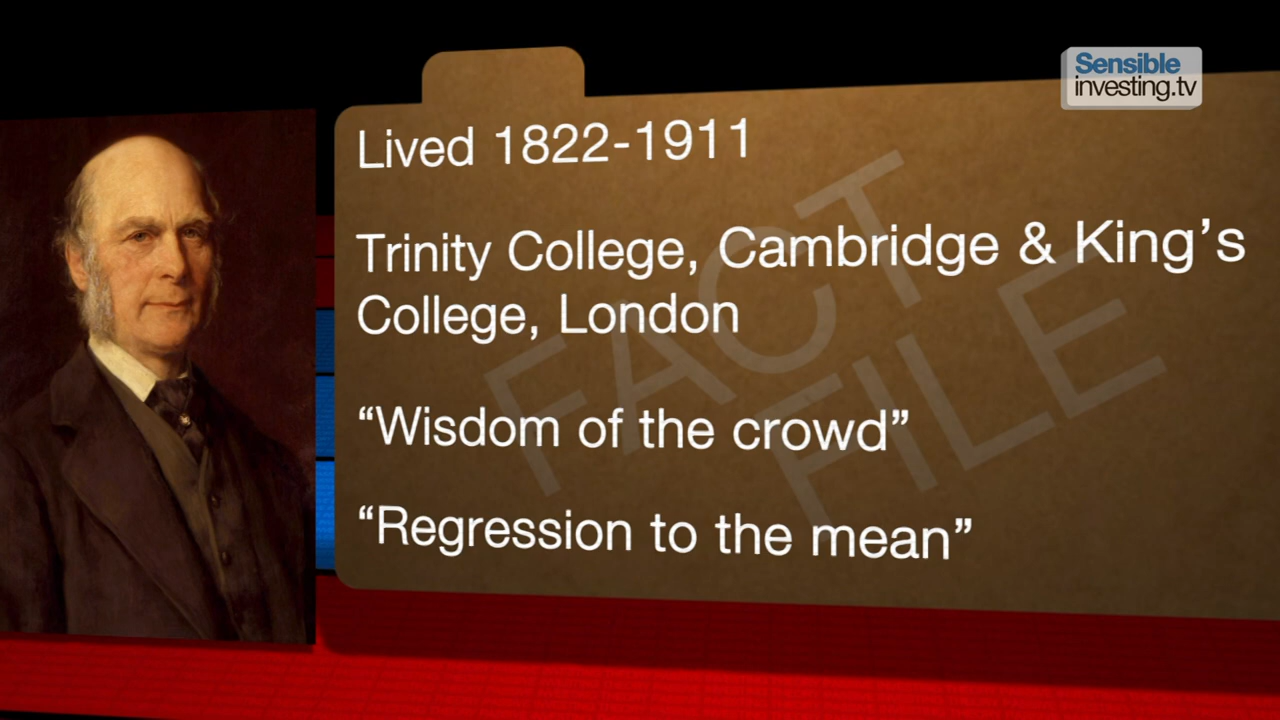 Sensible
investing.tv
Lived 1822-1911
Trinity College, Cambridge & King’s
College, London
“Wisdom of the crowd”
“Regression to the mean”
FACT
FILE